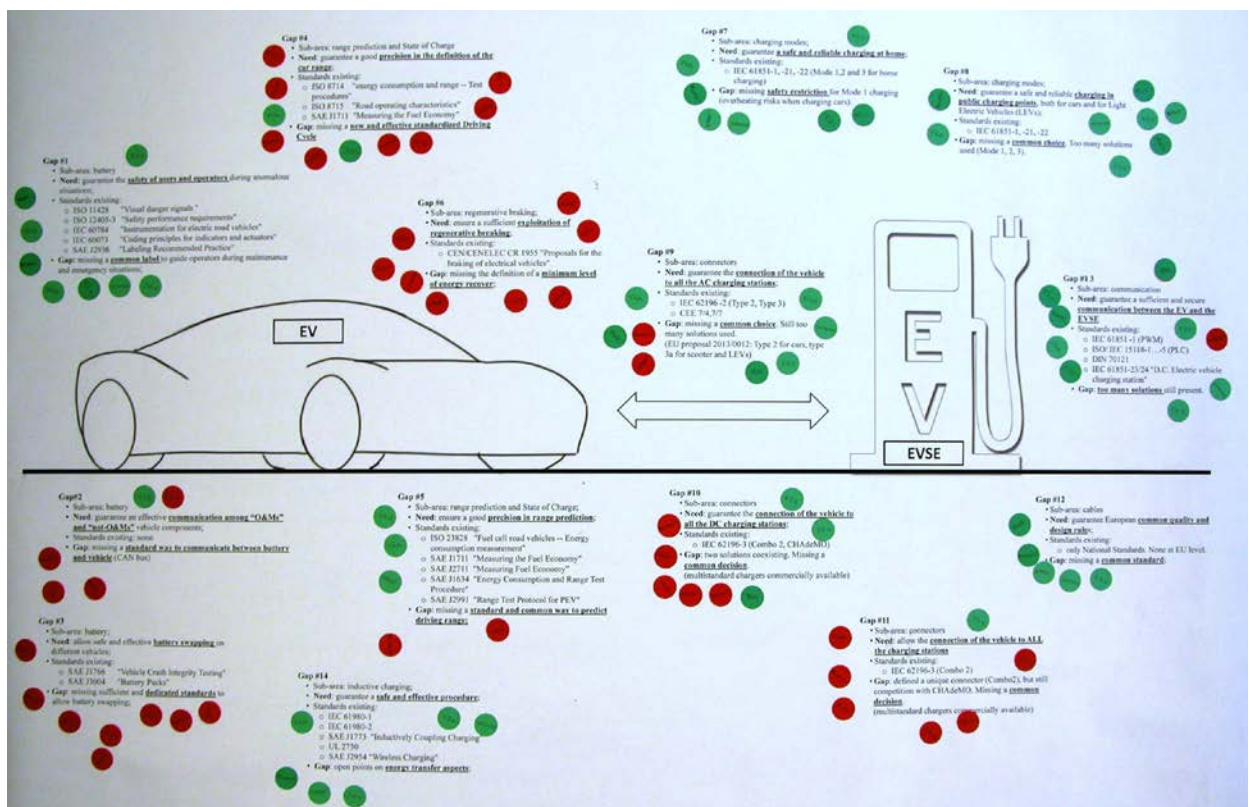 Gap #4
• Sub-area: range prediction and State of Charge
• Need: guarantee a good precision in the definition of the
car range;
• Standards existing:
○ ISO 8714 "energy consumption and range -- Test
procedures"
○ ISO 8715 "Road operating characteristics"
○ SAE J1711 "Measuring the Fuel Economy"
• Gap: missing a new and effective standardized Driving
Cycle
Gap #7
• Sub-area: charging modes;
• Need: guarantee a safe and reliable charging at home;
• Standards existing:
○ IEC 61851-1, -21, -22 (Mode 1,2 and 3 for home
charging)
• Gap: missing safety restriction for Mode 1 charging
(overheating risks when charging cars).
Gap #8
• Sub-area: charging modes;
• Need: guarantee a safe and reliable charging in
public charging points, both for cars and for Light
Electric Vehicles (LEVs);
• Standards existing:
○ IEC 61851-1, -21, -22
• Gap: missing a common choice. Too many solutions
used (Mode 1, 2, 3).
Gap #1
• Sub-area: battery
• Need: guarantee the safety of users and operators during anomalous
situations;
• Standards existing:
○ ISO 11428 "Visual danger signals "
○ ISO 12405-3 "Safety performance requirements"
○ IEC 60784 "Instrumentation for electric road vehicles"
○ IEC 60073 "Coding principles for indicators and actuators"
○ SAE J2936 "Labeling Recommended Practice"
• Gap: missing a common label to guide operators during maintenance
and emergency situations;
Gap #6
• Sub-area: regenerative braking;
• Need: ensure a sufficient exploitation of
regenerative breaking;
• Standards existing:
○ CEN/CENELEC CR 1955 "Proposals for the
braking of electrical vehicles"
• Gap: missing the definition of a minimum level
of energy recover;
Gap #9
• Sub-area: connectors
• Need: guarantee the connection of the vehicle
to all the AC charging stations;
• Standards existing:
○ IEC 62196 -2 (Type 2, Type 3)
○ CEE 7/4,7/7
• Gap: missing a common choice. Still too
many solutions used.
(EU proposal 2013/0012: Type 2 for cars, type
3a for scooter and LEVs)
Gap #13
• Sub-area: communication
• Need: guarantee a sufficient and secure
communication between the EV and the
EVSE
• Standards existing:
○ IEC 61851 -1 (PWM)
○ ISO/ IEC 15118-1…-5 (PLC)
○ DIN 70121
○ IEC 61851-23/24 "D.C. Electric vehicle
charging station"
• Gap: too many solutions still present.
EV
EV
EVSE
Gap#2
• Sub-area: battery
• Need: guarantee an effective communication among "O&Ms"
and "not-O&Ms" vehicle components;
• Standards existing: none
• Gap: missing a standard way to communicate between battery
and vehicle (CAN bus)
Gap #5
• Sub-area: range prediction and State of Charge;
• Need: ensure a good precision in range prediction;
• Standards existing:
○ ISO 23828 "Fuel cell road vehicles -- Energy
consumption measurement"
○ SAE J1711 "Measuring the Fuel Economy"
○ SAE J2711 "Measuring Fuel Economy"
○ SAE J1634 "Energy Consumption and Range Test
Procedure"
○ SAE J2991 "Range Test Protocol for PEV"
• Gap: missing a standard and common way to predict
driving range;
Gap #10
• Sub-area: connectors
• Need: guarantee the connection of the vehicle to
all the DC charging stations;
• Standards existing:
○ IEC 62196-3 (Combo 2, CHAdeMO)
• Gap: two solutions coexisting. Missing a
common decision.
(multistandard chargers commercially available)
Gap #12
• Sub-area: cables
• Need: guarantee European common quality and
design rules;
• Standards existing:
○ only National Standards. None at EU level.
• Gap: missing a common standard.
Gap #3
• Sub-area: battery;
• Need: allow safe and effective battery swapping on
different vehicles;
• Standards existing:
○ SAE J1766 "Vehicle Crash Integrity Testing"
○ SAE J3004 "Battery Packs"
• Gap: missing sufficient and dedicated standards to
allow battery swapping;
Gap #14
• Sub-area: inductive charging;
• Need: guarantee a safe and effective procedure;
• Standards existing:
○ IEC 61980-1
○ IEC 61980-2
○ SAE J1773 "Inductively Coupling Charging"
○ UL 2750
○ SAE J2954 "Wireless Charging"
• Gap: open points on energy transfer aspects;
Gap #11
• Sub-area: connectors
• Need: allow the connection of the vehicle to ALL
the charging stations
• Standards existing:
○ IEC 62196-3 (Combo 2)
• Gap: defined a unique connector (Combo2), but still
competition with CHAdeMO. Missing a common
decision.
(multistandard chargers commercially available)